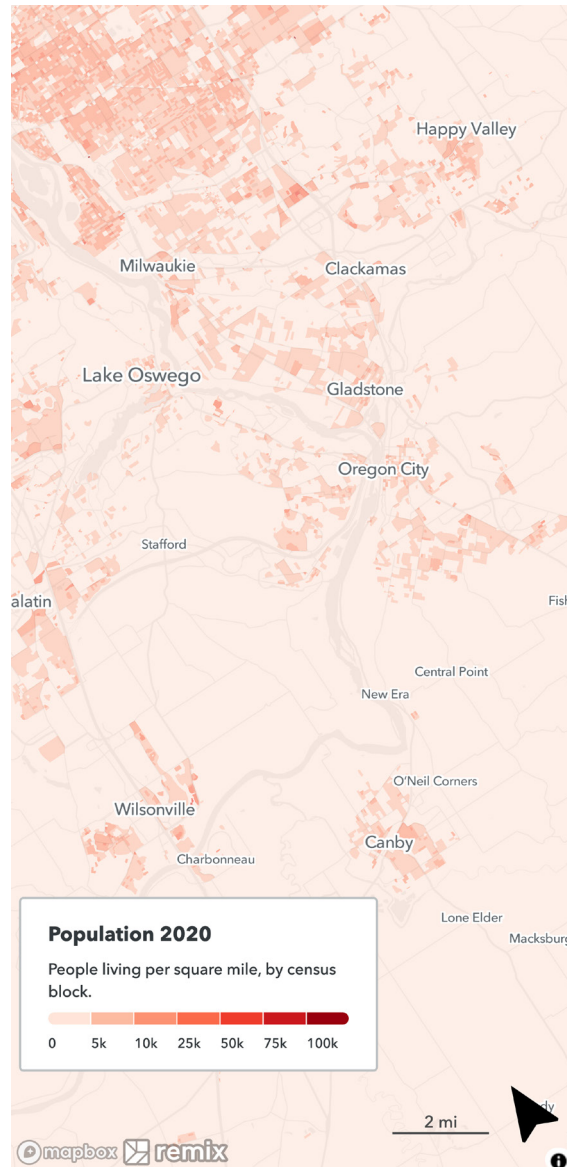 Happy Valley
Milwaukie
Clackamas
Lake Oswego
Gladstone
Oregon City
Stafford
alatin
Fish
Central Point
New Era
O'Neil Corners
Wilsonville
Canby
Charbonneau
Lone Elder
Macksburg
Population 2020
People living per square mile, by census
block.
0 5k 10k 25k 50k 75k 100k
2 mi
dy
mapbox remix
i